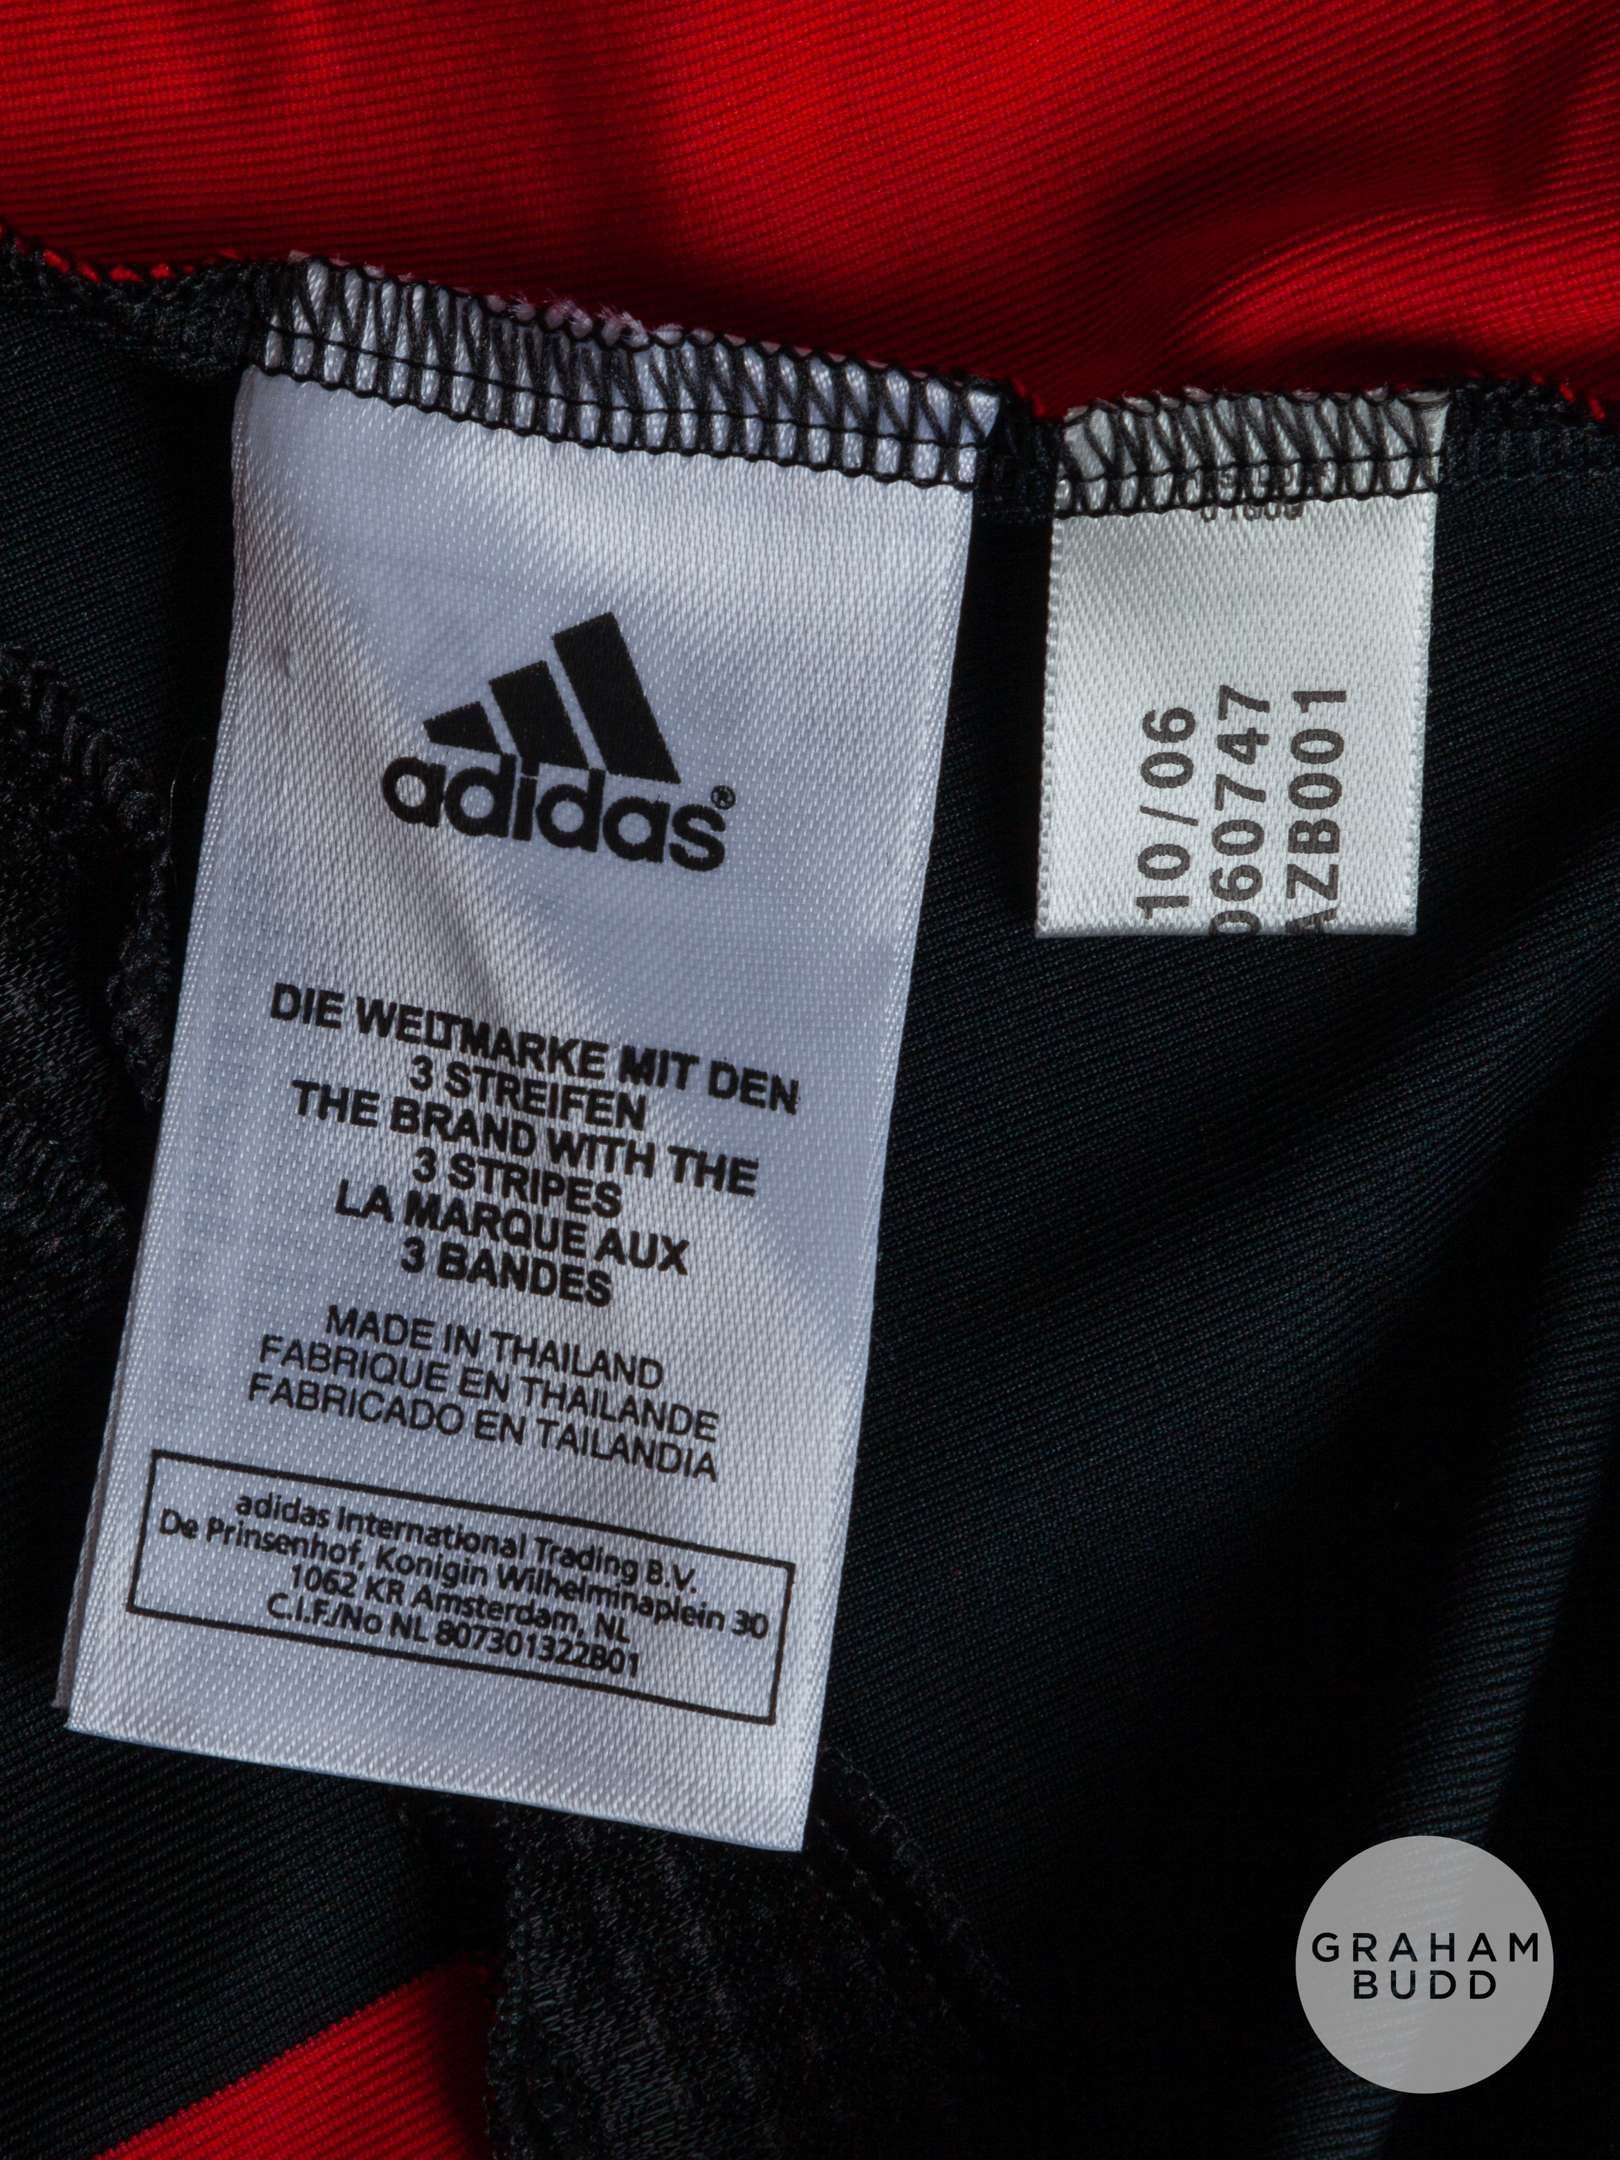 adidas®
DIE WELTMARKE MIT DEN
3 STREIFEN
THE BRAND WITH THE
3 STRIPES
LA MARQUE AUX
3 BANDES
MADE IN THAILAND
FABRIQUE EN THAILANDE
FABRICADO EN TAILANDIA
adidas International Trading B.V.
De Prinsenhof, Konigin Wilhelminaplein 30
1062 KR Amsterdam, NL
C.I.F./No NL 807301322B01
10/06
060747
AZB001
GRAHAM
BUDD